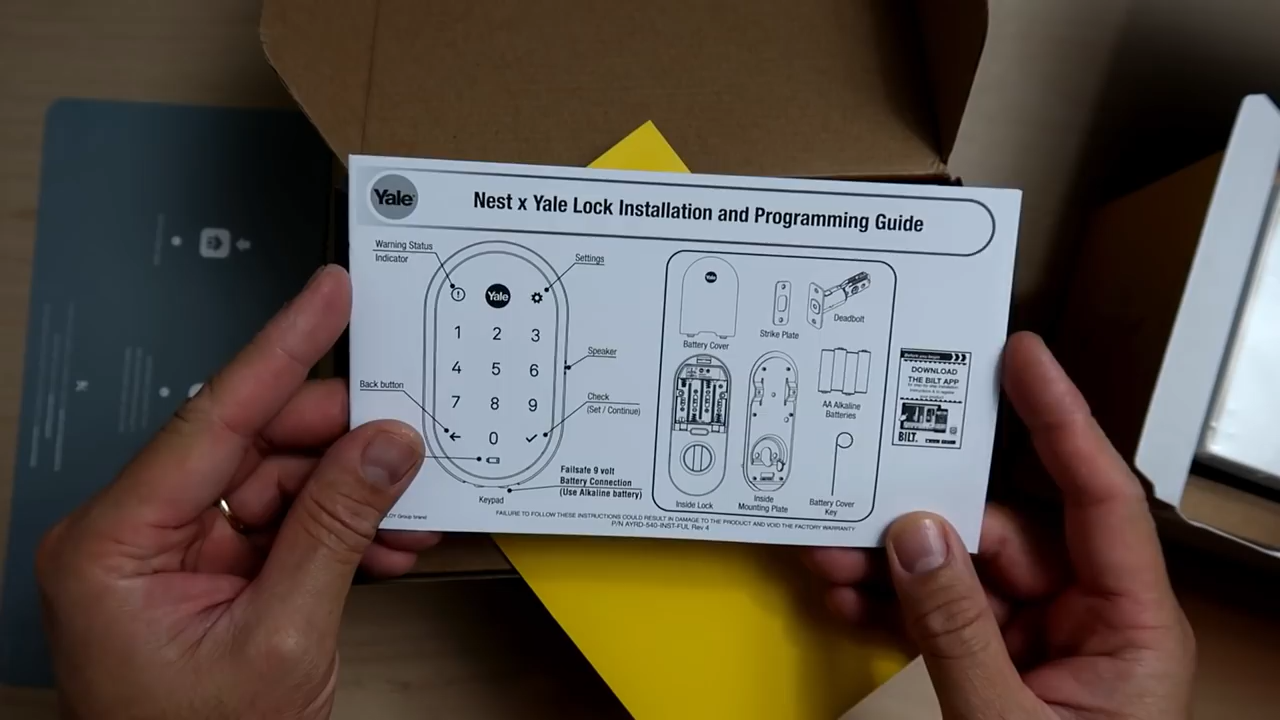 Yale
Nest x Yale Lock Installation and Programming Guide
Warning Status
Indicator
Settings
Yale
1 2 3
4 5 6
7 8 9
0
Speaker
Back button
Check
(Set / Continue)
Failsafe 9 volt
Battery Connection
(Use Alkaline battery)
Keypad
Yale
Battery Cover
Strike Plate
Deadbolt
AA Alkaline
Batteries
Inside Lock
Inside
Mounting Plate
Battery Cover
Key
DOWNLOAD
THE BILT APP
BILT.
Group brand
FAILURE TO FOLLOW THESE INSTRUCTIONS COULD RESULT IN DAMAGE TO THE PRODUCT AND VOID THE FACTORY WARRANTY
P/N AYRD-540-INST-FUL Rev 4